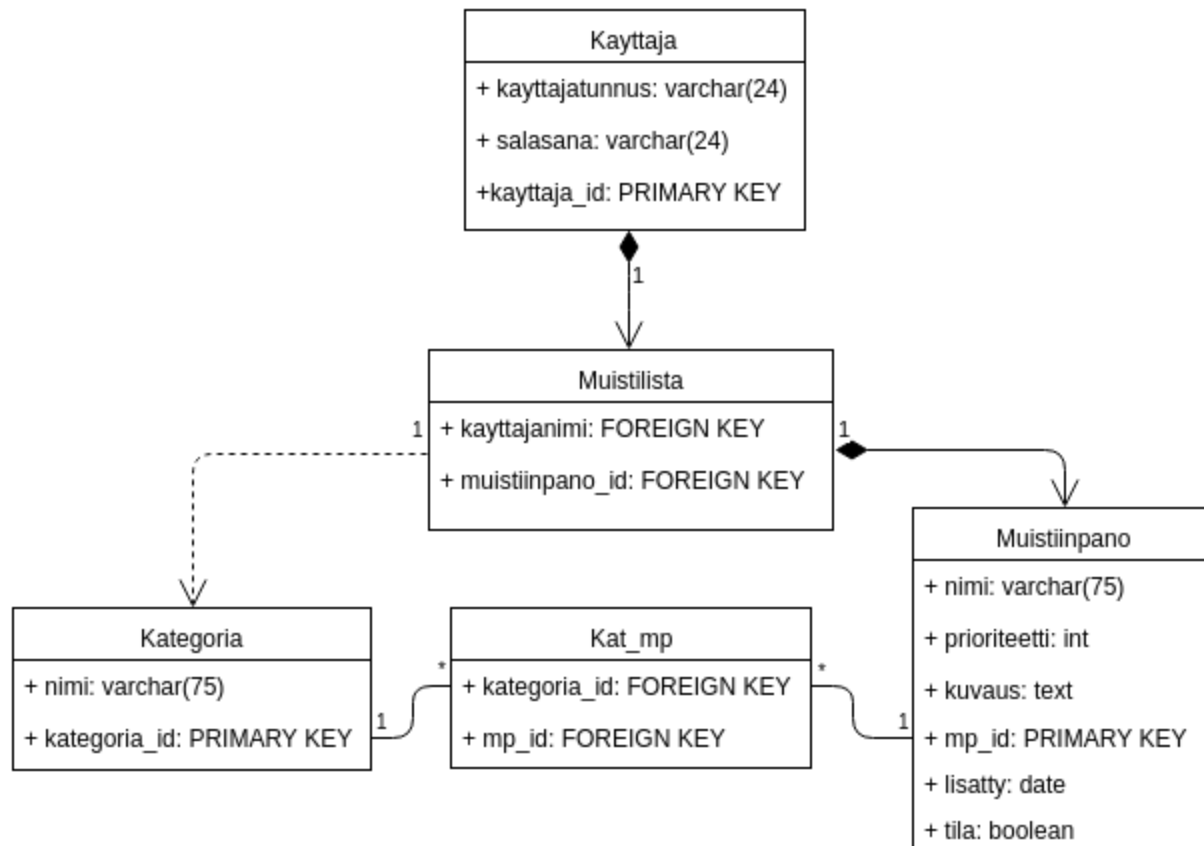 Kayttaja
+ kayttajatunnus: varchar(24)
+ salasana: varchar(24)
+kayttaja_id: PRIMARY KEY
1
Muistilista
+ kayttajanimi: FOREIGN KEY
+ muistiinpano_id: FOREIGN KEY
1
1
Kategoria
+ nimi: varchar(75)
+ kategoria_id: PRIMARY KEY
1
*
Kat_mp
+ kategoria_id: FOREIGN KEY
+ mp_id: FOREIGN KEY
*
1
Muistiinpano
+ nimi: varchar(75)
+ prioriteetti: int
+ kuvaus: text
+ mp_id: PRIMARY KEY
+ lisatty: date
+ tila: boolean